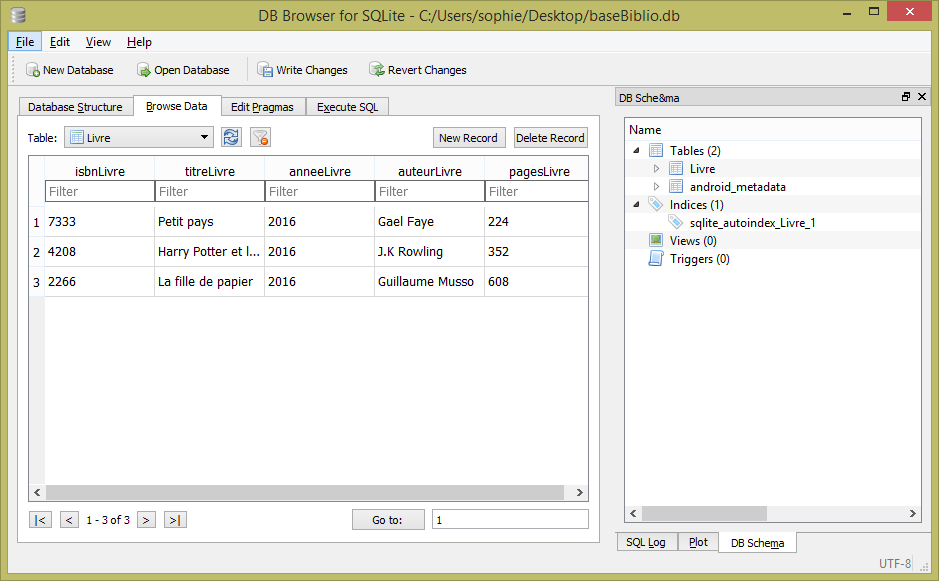 DB Browser for SQLite - C:/Users/sophie/Desktop/baseBiblio.db
File Edit View Help
New Database Open Database Write Changes Revert Changes
Database Structure Browse Data Edit Pragmas Execute SQL
Table: Livre New Record Delete Record
isbnLivre titreLivre anneeLivre auteurLivre pagesLivre
Filter Filter Filter Filter Filter
1 7333 Petit pays 2016 Gael Faye 224
2 4208 Harry Potter et l... 2016 J.K Rowling 352
3 2266 La fille de papier 2016 Guillaume Musso 608
|< < 1 - 3 of 3 > >| Go to: 1
DB Sche&ma
Name
Tables (2)
Livre
android_metadata
Indices (1)
sqlite_autoindex_Livre_1
Views (0)
Triggers (0)
SQL Log Plot DB Schema
UTF-8